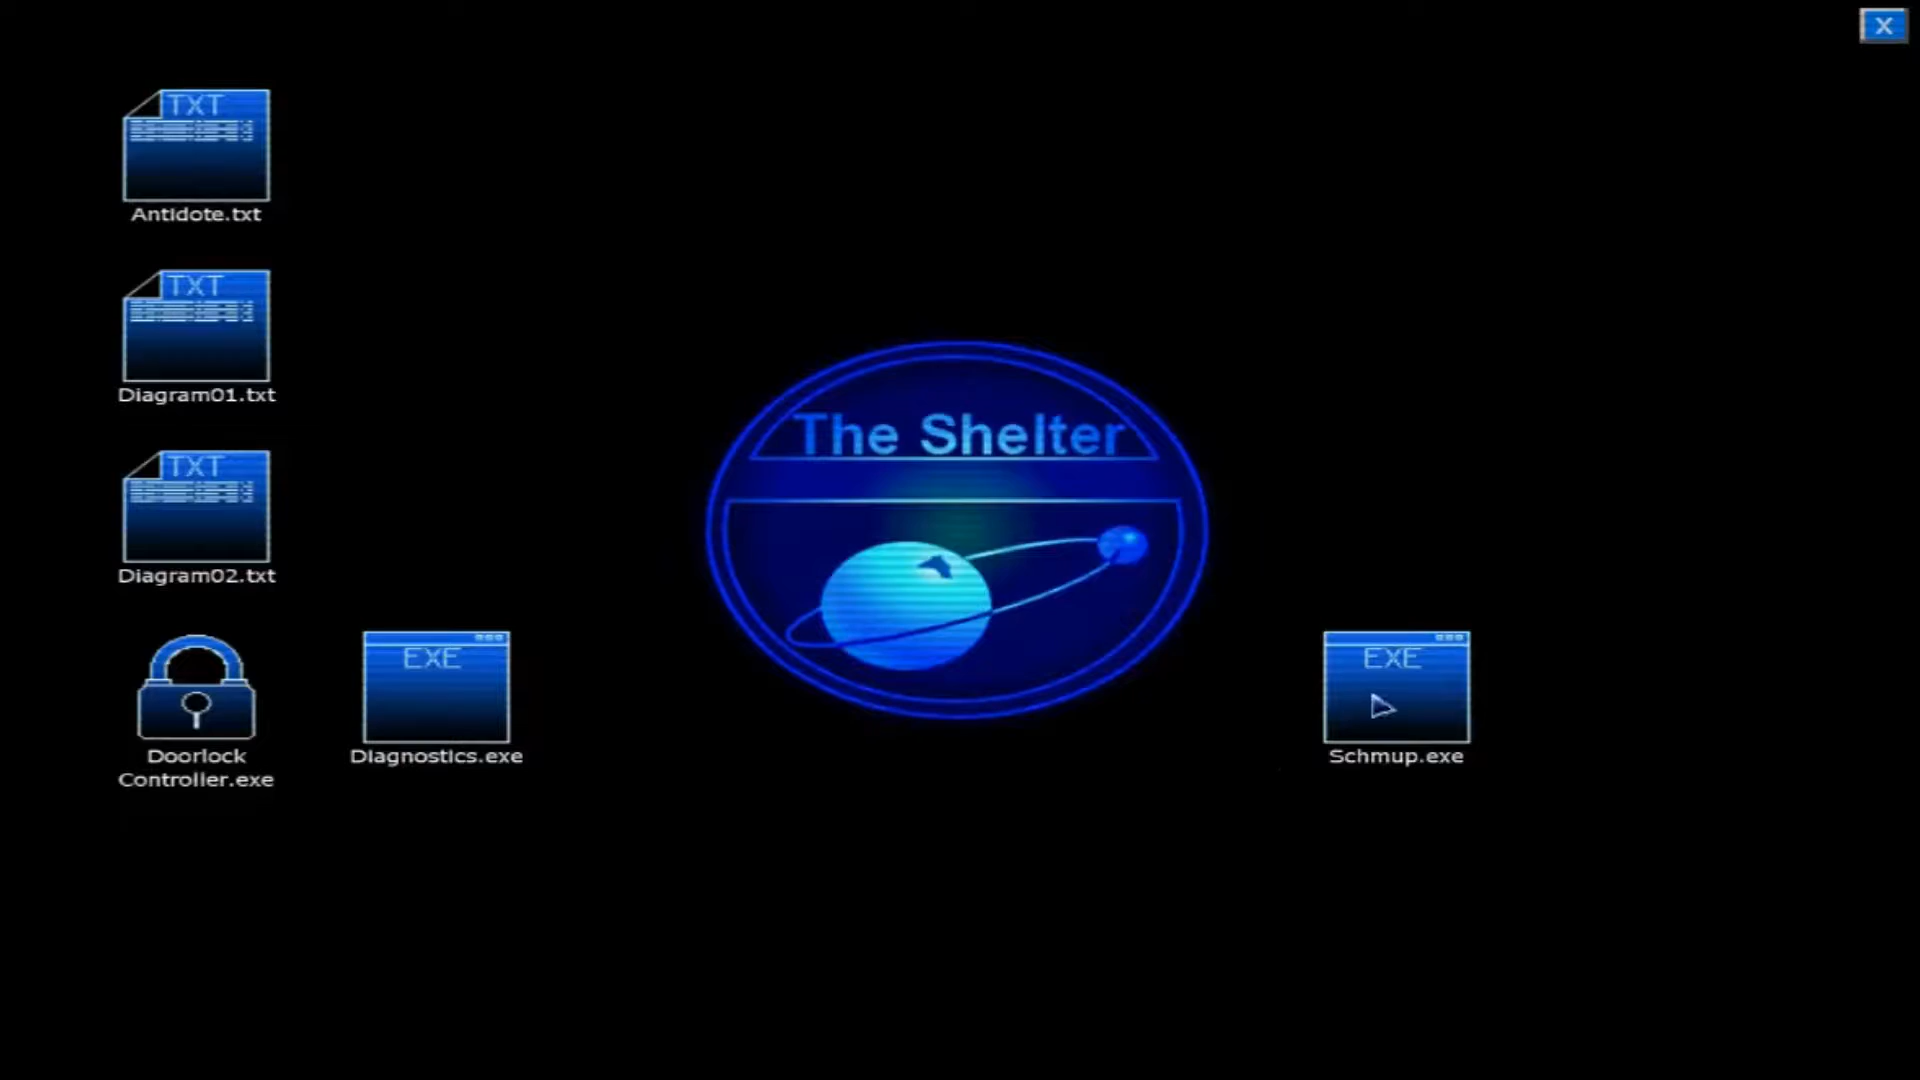 X
TXT
Antidote.txt
TXT
Diagram01.txt
The Shelter
TXT
Diagram02.txt
EXE
EXE
Doorlock
Controller.exe
Diagnostics.exe
Schmup.exe